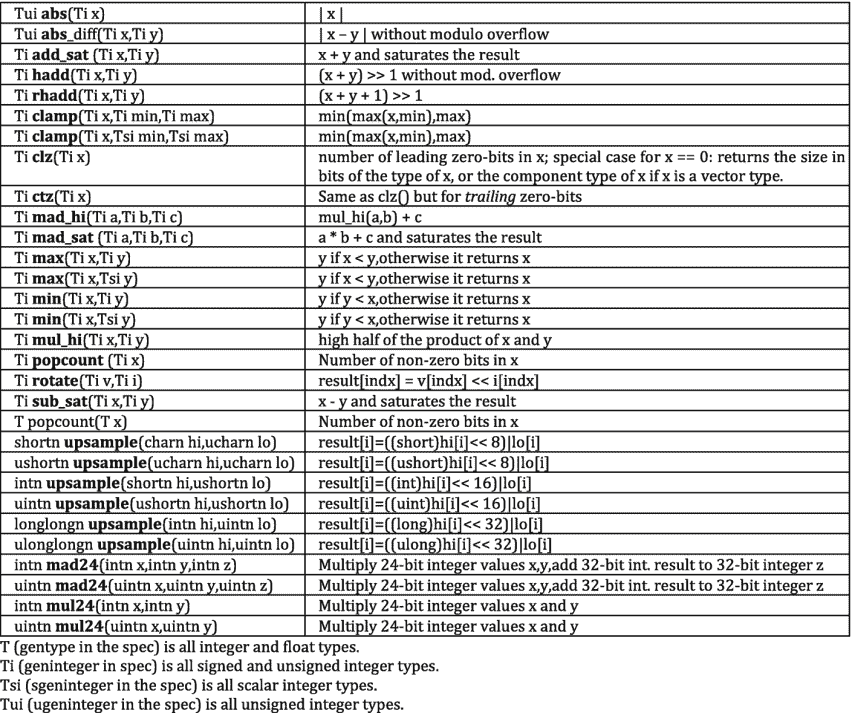 Tui abs(Ti x) | x |
Tui abs_diff(Ti x,Ti y) | x – y | without modulo overflow
Ti add_sat (Ti x,Ti y) x + y and saturates the result
Ti hadd(Ti x,Ti y) (x + y) >> 1 without mod. overflow
Ti rhadd(Ti x,Ti y) (x + y + 1) >> 1
Ti clamp(Ti x,Ti min,Ti max) min(max(x,min),max)
Ti clamp(Ti x,Tsi min,Tsi max) min(max(x,min),max)
Ti clz(Ti x) number of leading zero-bits in x; special case for x == 0: returns the size in
bits of the type of x, or the component type of x if x is a vector type.
Ti ctz(Ti x) Same as clz() but for trailing zero-bits
Ti mad_hi(Ti a,Ti b,Ti c) mul_hi(a,b) + c
Ti mad_sat (Ti a,Ti b,Ti c) a * b + c and saturates the result
Ti max(Ti x,Ti y) y if x < y,otherwise it returns x
Ti max(Ti x,Tsi y) y if x < y,otherwise it returns x
Ti min(Ti x,Ti y) y if y < x,otherwise it returns x
Ti min(Ti x,Tsi y) y if y < x,otherwise it returns x
Ti mul_hi(Ti x,Ti y) high half of the product of x and y
Ti popcount (Ti x) Number of non-zero bits in x
Ti rotate(Ti v,Ti i) result[indx] = v[indx] << i[indx]
Ti sub_sat(Ti x,Ti y) x - y and saturates the result
T popcount(T x) Number of non-zero bits in x
shortn upsample(charn hi,ucharn lo) result[i]=((short)hi[i]<< 8)|lo[i]
ushortn upsample(ucharn hi,ucharn lo) result[i]=((ushort)hi[i]<< 8)|lo[i]
intn upsample(shortn hi,ushortn lo) result[i]=((int)hi[i]<< 16)|lo[i]
uintn upsample(ushortn hi,ushortn lo) result[i]=((uint)hi[i]<< 16)|lo[i]
longlongn upsample(intn hi,uintn lo) result[i]=((long)hi[i]<< 32)|lo[i]
ulonglongn upsample(uintn hi,uintn lo) result[i]=((ulong)hi[i]<< 32)|lo[i]
intn mad24(intn x,intn y,intn z) Multiply 24-bit integer values x,y,add 32-bit int. result to 32-bit integer z
uintn mad24(uintn x,uintn y,uintn z) Multiply 24-bit integer values x,y,add 32-bit int. result to 32-bit integer z
intn mul24(intn x,intn y) Multiply 24-bit integer values x and y
uintn mul24(uintn x,uintn y) Multiply 24-bit integer values x and y
T (gentype in the spec) is all integer and float types.
Ti (geninteger in spec) is all signed and unsigned integer types.
Tsi (sgeninteger in the spec) is all scalar integer types.
Tui (ugeninteger in the spec) is all unsigned integer types.